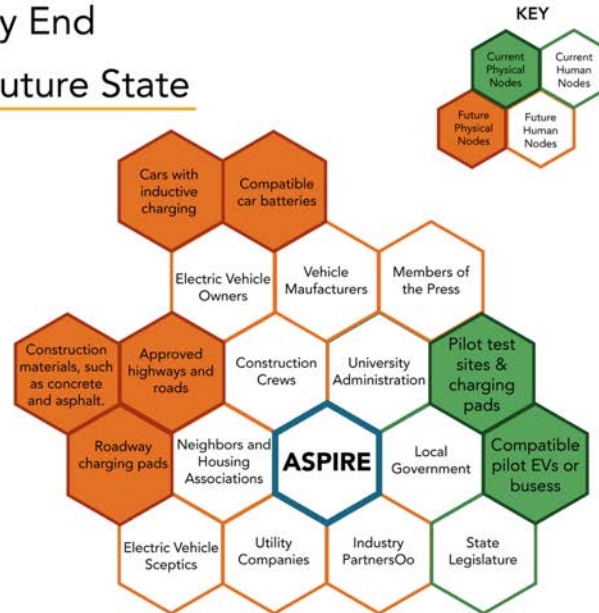 y End
uture State
KEY
Current
Physical
Nodes
Current
Human
Nodes
Future
Physical
Nodes
Future
Human
Nodes
Cars with
inductive
charging
Compatible
car batteries
Electric Vehicle
Owners
Vehicle
Maufacturers
Members of
the Press
Construction
materials, such
as concrete
and asphalt.
Approved
highways and
roads
Construction
Crews
University
Administration
Pilot test
sites &
charging
pads
Roadway
charging pads
Neighbors and
Housing
Associations
ASPIRE
Local
Government
Compatible
pilot EVs or
busess
Electric Vehicle
Sceptics
Utility
Companies
Industry
PartnersOo
State
Legislature